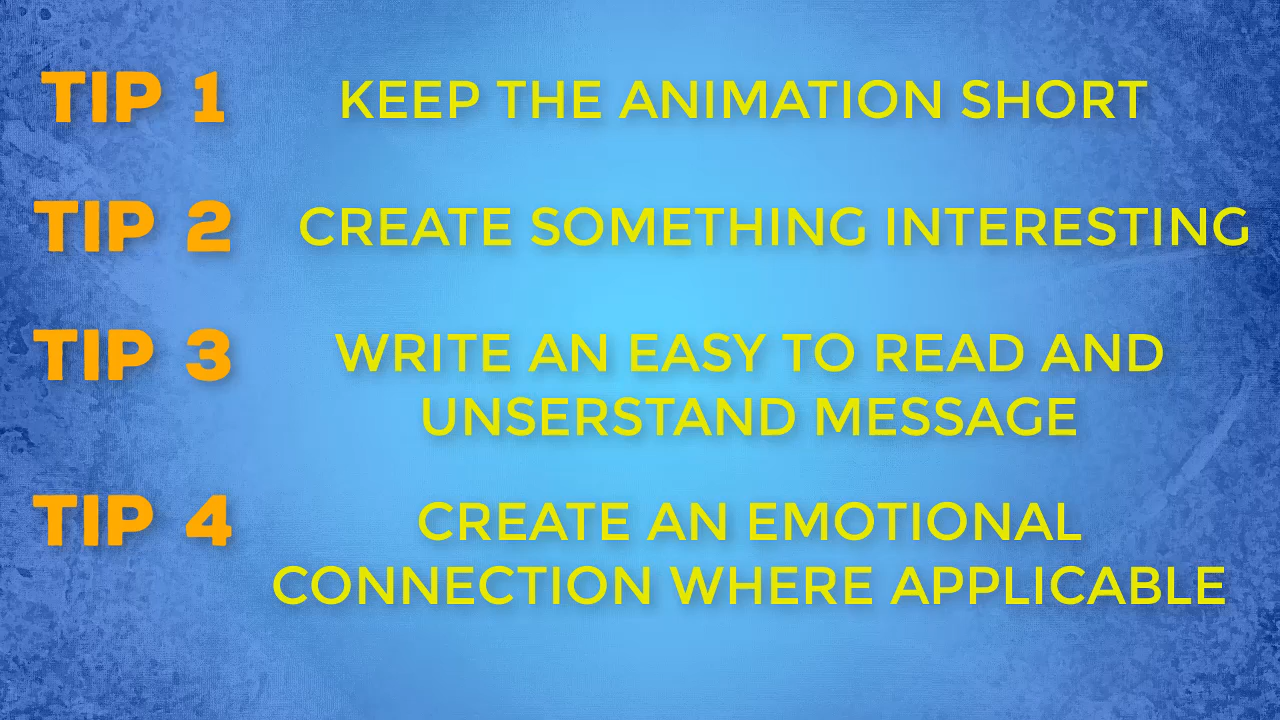 TIP 1 KEEP THE ANIMATION SHORT
TIP 2 CREATE SOMETHING INTERESTING
TIP 3 WRITE AN EASY TO READ AND
UNSERSTAND MESSAGE
TIP 4 CREATE AN EMOTIONAL
CONNECTION WHERE APPLICABLE